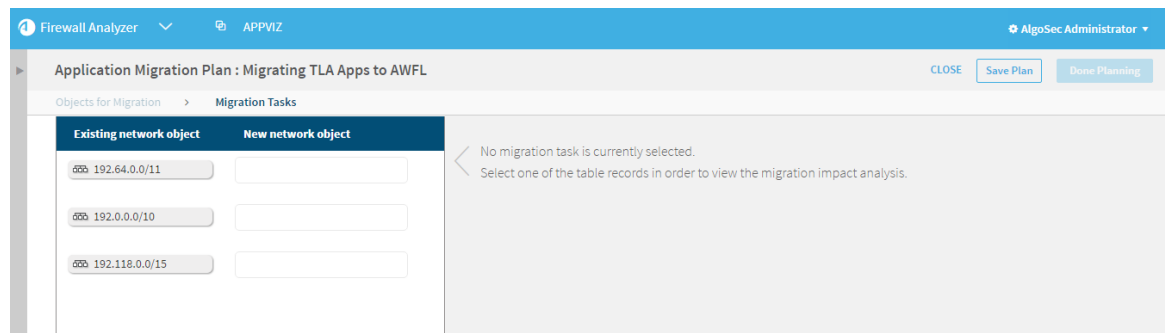 Firewall Analyzer APPVIZ AlgoSec Administrator
Application Migration Plan : Migrating TLA Apps to AWFL CLOSE Save Plan Done Planning
Objects for Migration > Migration Tasks
Existing network object New network object
192.64.0.0/11
192.0.0.0/10
192.118.0.0/15
No migration task is currently selected.
Select one of the table records in order to view the migration impact analysis.